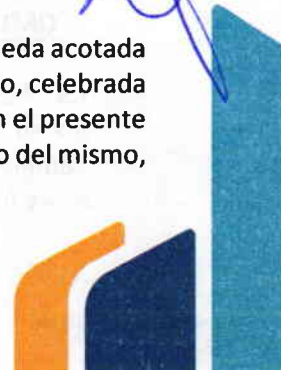 eda acotada
o, celebrada
n el presente
o del mismo,